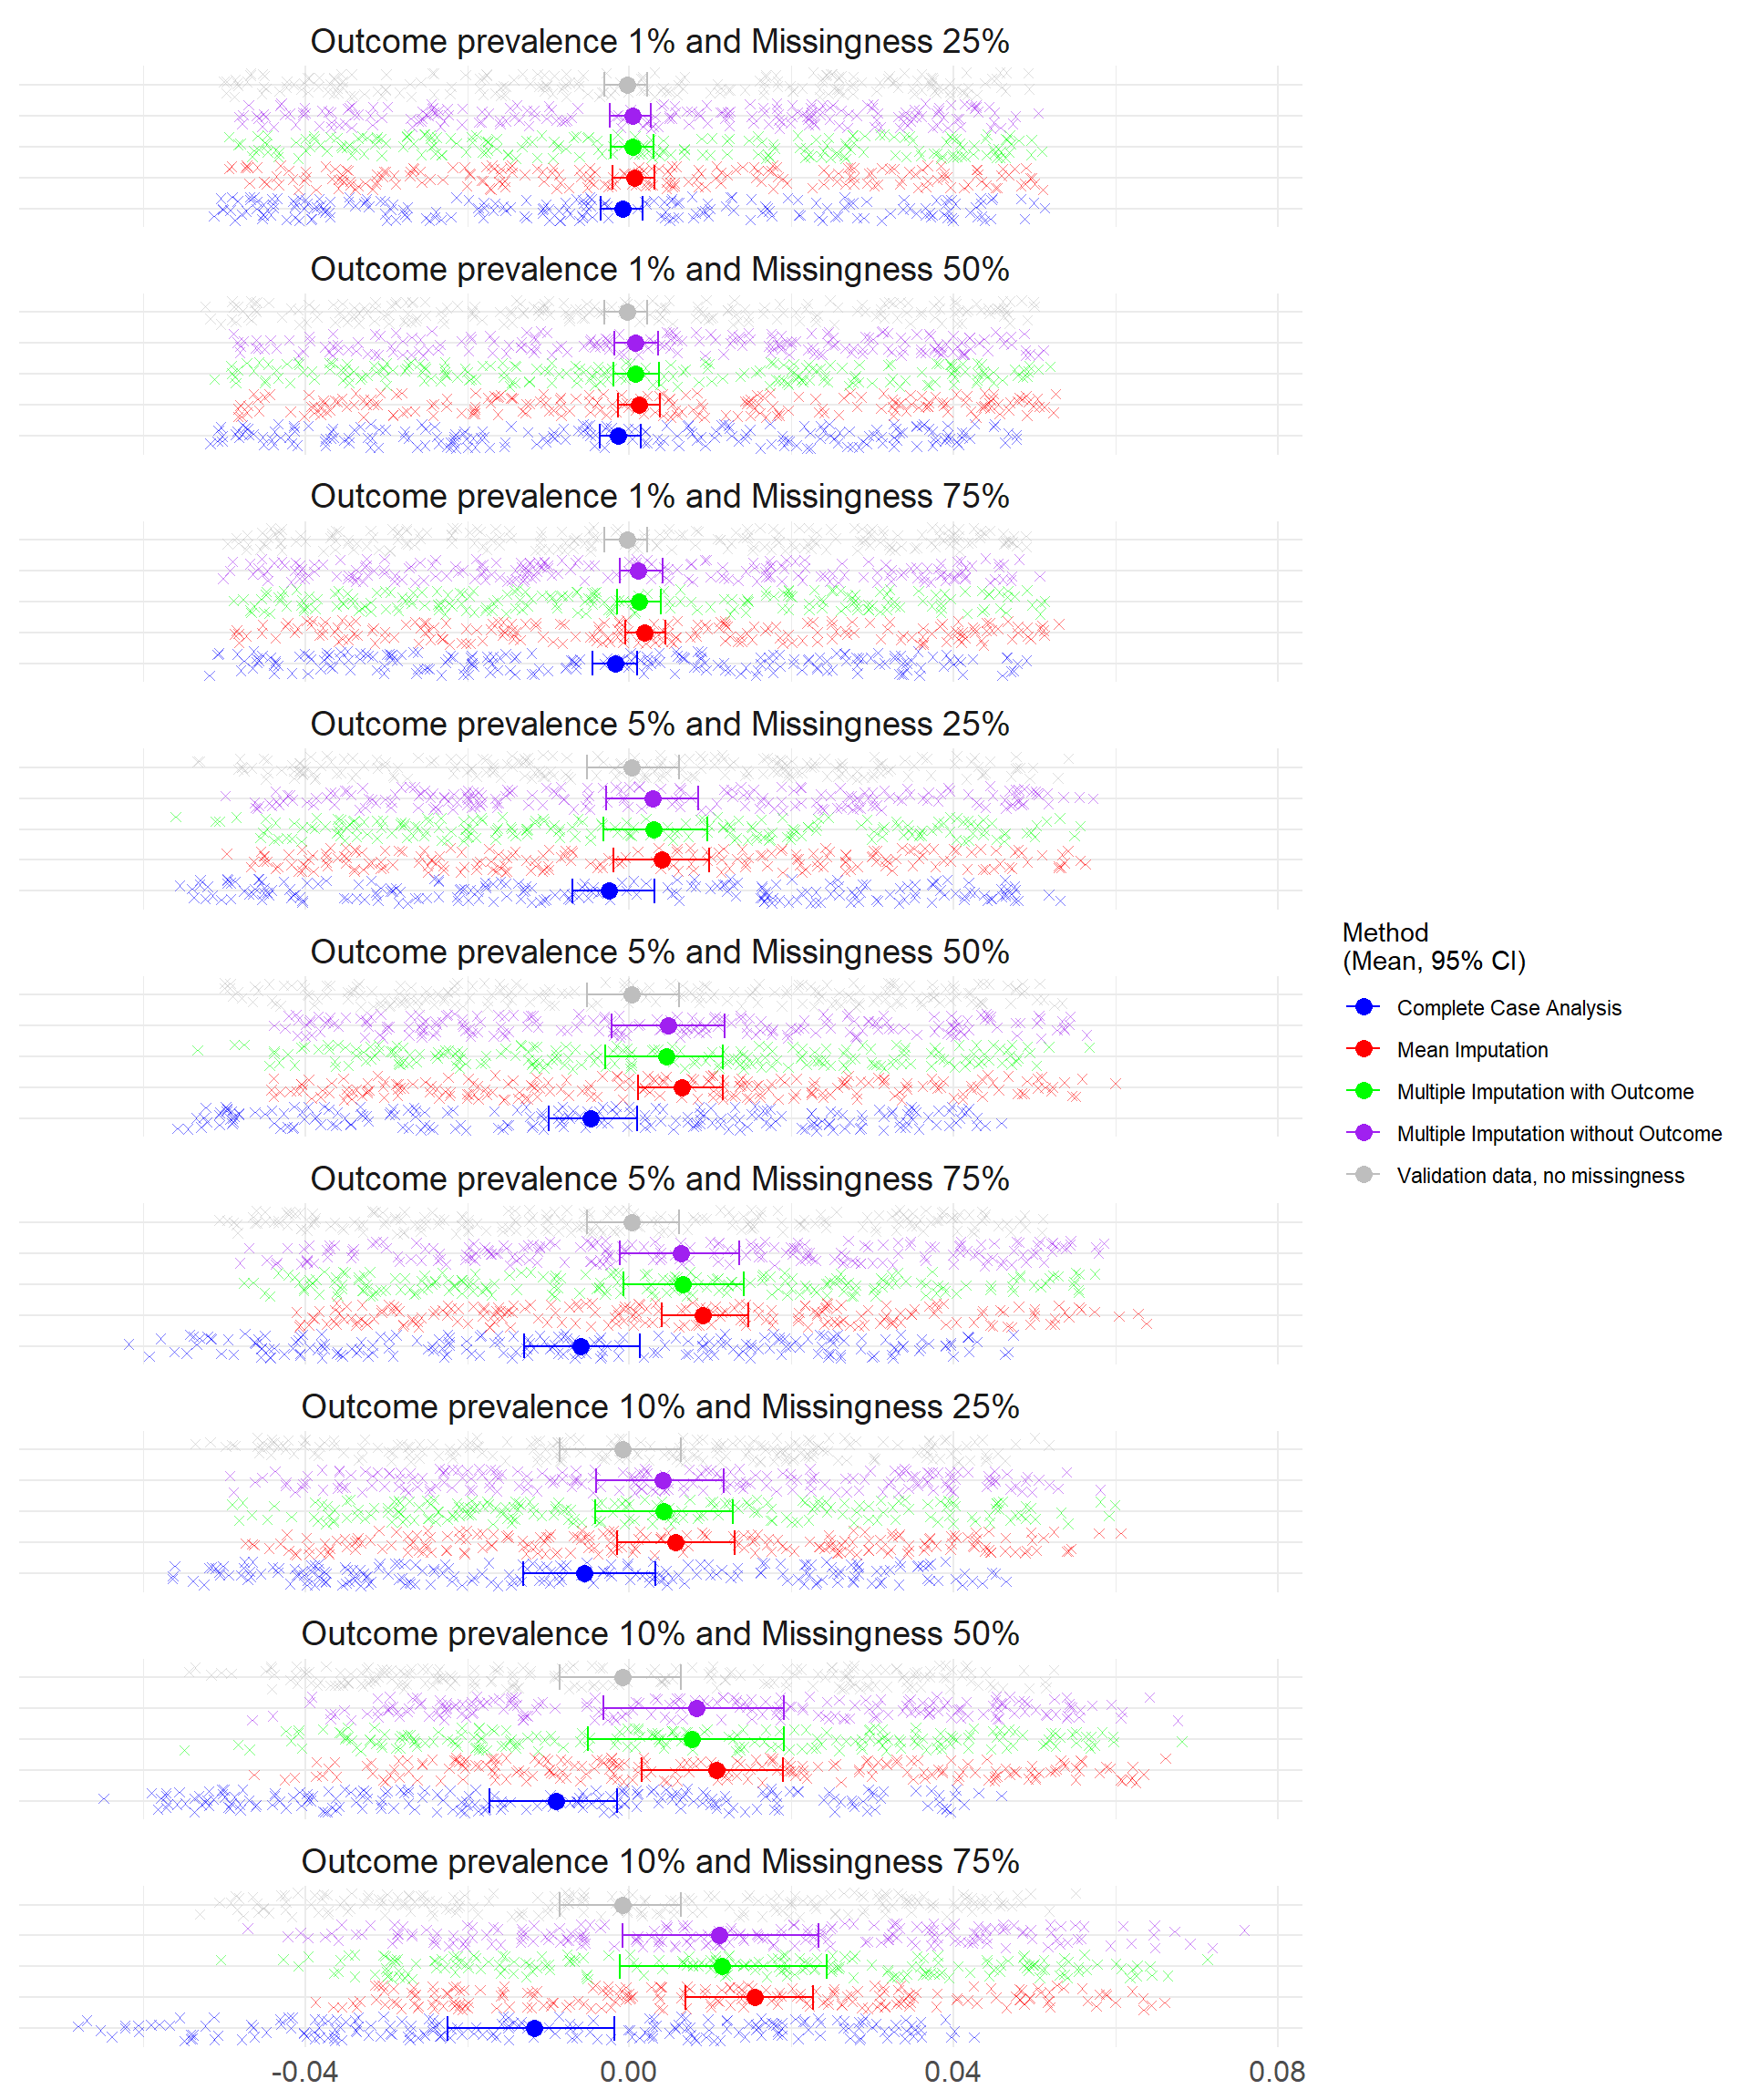 Outcome prevalence 1% and Missingness 25%
Outcome prevalence 1% and Missingness 50%
Outcome prevalence 1% and Missingness 75%
Outcome prevalence 5% and Missingness 25%
Outcome prevalence 5% and Missingness 50%
Outcome prevalence 5% and Missingness 75%
Outcome prevalence 10% and Missingness 25%
Outcome prevalence 10% and Missingness 50%
Outcome prevalence 10% and Missingness 75%
-0.04 0.00 0.04 0.08
Method
(Mean, 95% CI)
Complete Case Analysis
Mean Imputation
Multiple Imputation with Outcome
Multiple Imputation without Outcome
Validation data, no missingness